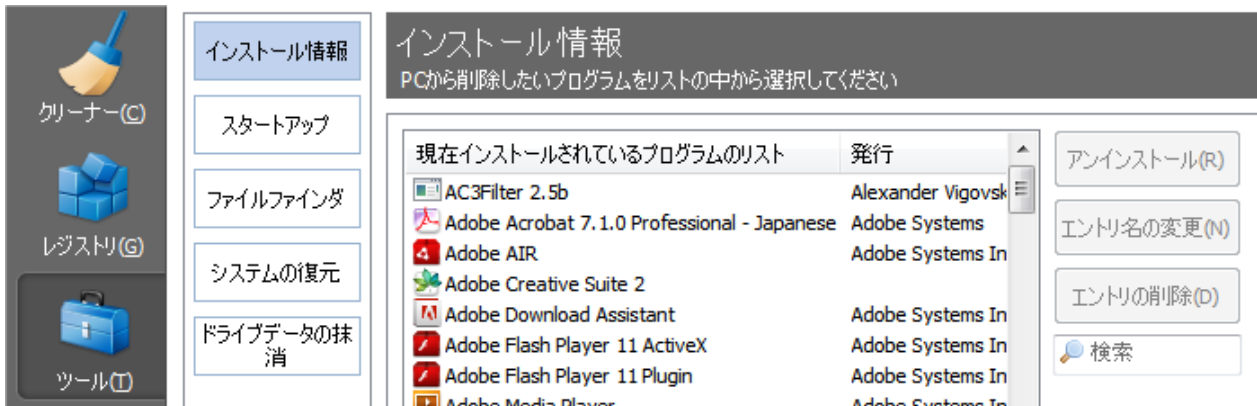 クリーナー(C)
レジストリ(G)
ツール(T)
インストール情報
スタートアップ
ファイルファインダ
システムの復元
ドライブデータの抹
消
インストール情報
PCから削除したいプログラムをリストの中から選択してください
現在インストールされているプログラムのリスト 発行
AC3Filter 2.5b Alexander Vigovsk
Adobe Acrobat 7.1.0 Professional - Japanese Adobe Systems
Adobe AIR Adobe Systems In
Adobe Creative Suite 2
Adobe Download Assistant Adobe Systems In
Adobe Flash Player 11 ActiveX Adobe Systems In
Adobe Flash Player 11 Plugin Adobe Systems In
Adobe Media Player Adobe Systems In
アンインストール(R)
エントリ名の変更(N)
エントリの削除(D)
検索